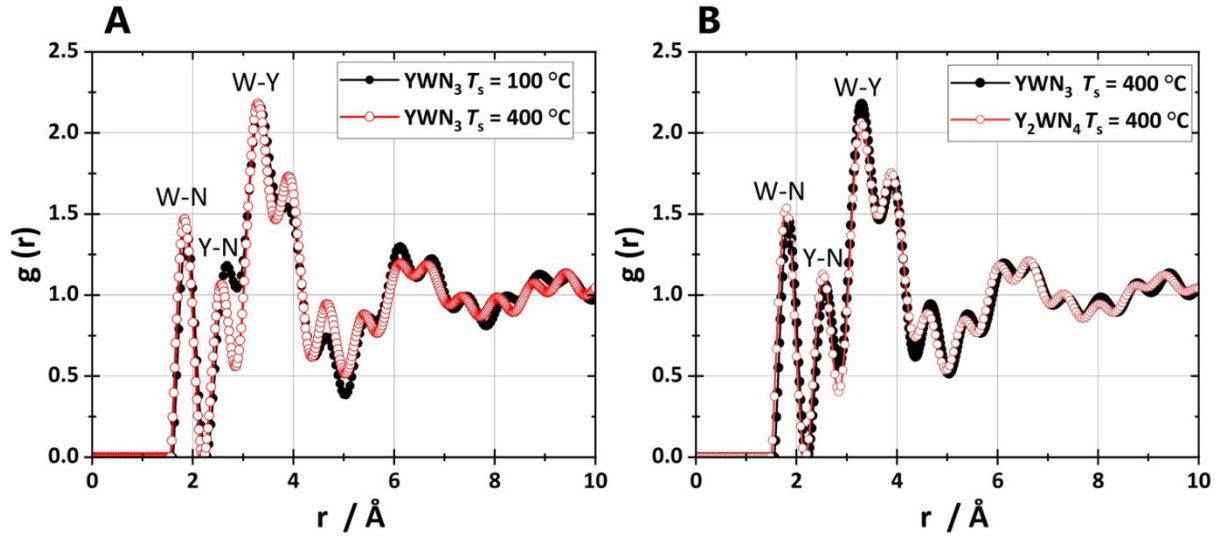 A
B
YWN₃ Tₛ = 100 °C
YWN₃ Tₛ = 400 °C
W-N
Y-N
W-Y
g (r)
2.5
2.0
1.5
1.0
0.5
0.0
0 2 4 6 8 10
r / Å
YWN₃ Tₛ = 400 °C
Y₂WN₄ Tₛ = 400 °C
W-N
Y-N
W-Y
g (r)
2.5
2.0
1.5
1.0
0.5
0.0
0 2 4 6 8 10
r / Å